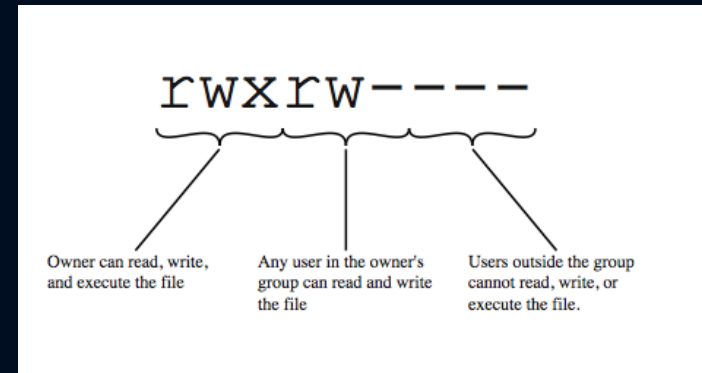 rwxrw----
Owner can read, write,
and execute the file
Any user in the owner's
group can read and write
the file
Users outside the group
cannot read, write, or
execute the file.